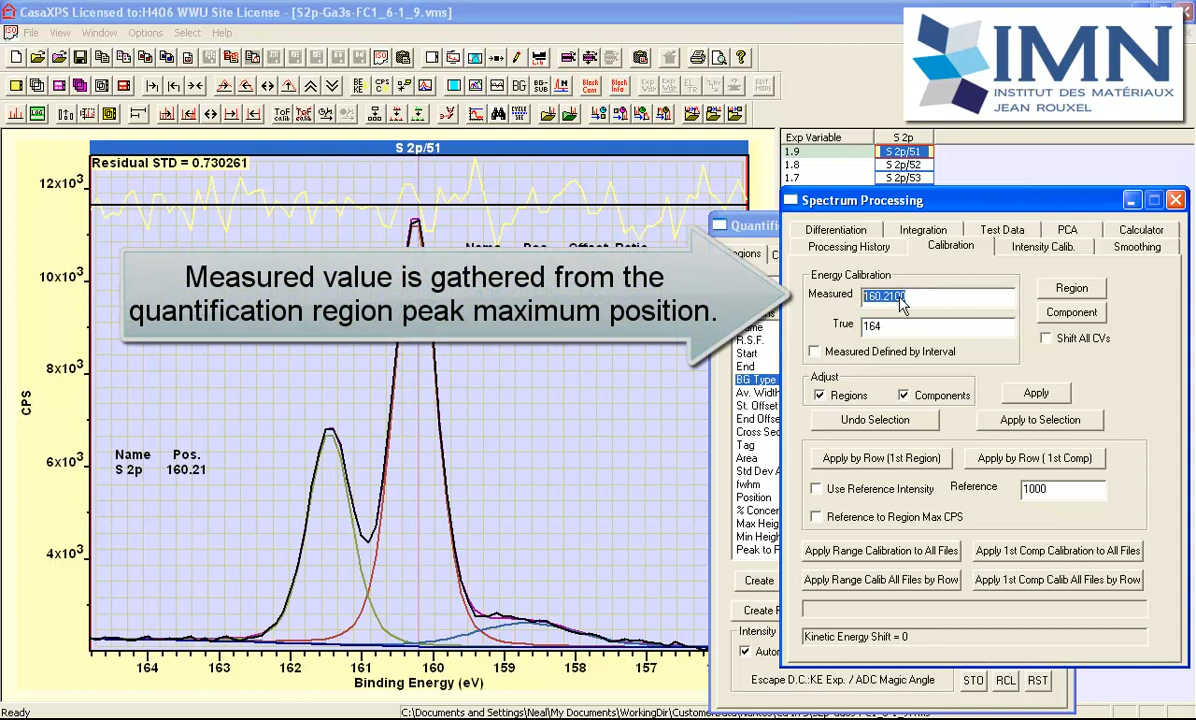 CasaXPS Licensed to:H406 WWU Site License - [S2p-Ga3s-FC1_6-1_9.vms]
File View Window Options Select Help
IMN
INSTITUT DES MATÉRIAUX
JEAN ROUXEL
S 2p/51
Residual STD = 0.730261
12x10³
10x10³
8x10³
6x10³
4x10³
CPS
Name Pos. Offset Ratio
Name Pos.
S 2p 160.21
164 163 162 161 160 159 158 157
Binding Energy (eV)
Measured value is gathered from the
quantification region peak maximum position.
Exp Variable S 2p
1.9 S 2p/51
1.8 S 2p/52
1.7 S 2p/53
R.S.F.
Start
End
BG Type
Av. Width
St. Offset
End Offse
Cross Sec
Tag
Area
Std Dev A
fwhm
Position
% Concen
Max Heigh
Min Heigh
Peak to F
Create
Create F
Intensity
Auton
Escape D.C.:KE Exp. / ADC Magic Angle
STO RCL RST
Spectrum Processing
Differentiation Integration Test Data PCA Calculator
Processing History Calibration Intensity Calib. Smoothing
Energy Calibration
Measured 160.2100
True 164
Measured Defined by Interval
Region
Component
Shift All CVs
Adjust
Regions Components
Apply
Undo Selection Apply to Selection
Apply by Row (1st Region) Apply by Row ( 1st Comp)
Use Reference Intensity Reference 1000
Reference to Region Max CPS
Apply Range Calibration to All Files Apply 1st Comp Calibration to All Files
Apply Range Calib All Files by Row Apply 1st Comp Calib All Files by Row
Kinetic Energy Shift = 0
Ready